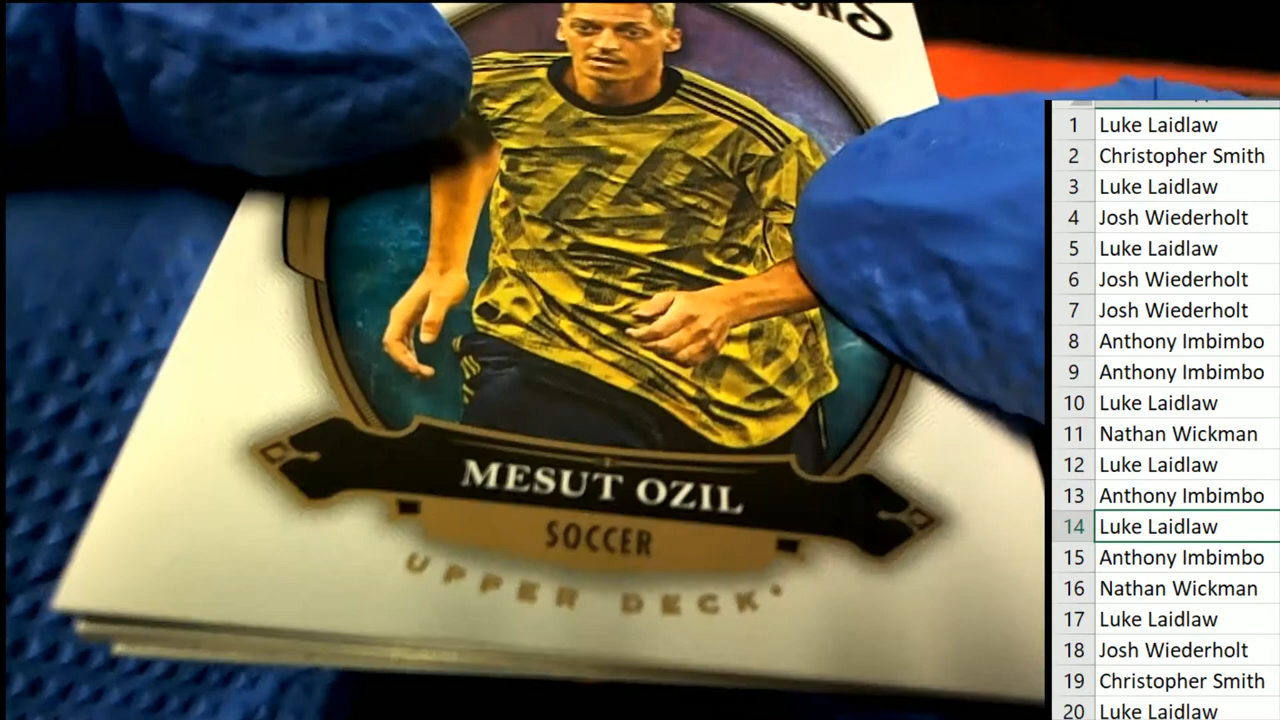 MESUT OZIL
SOCCER
UPPER DECK
1 Luke Laidlaw
2 Christopher Smith
3 Luke Laidlaw
4 Josh Wiederholt
5 Luke Laidlaw
6 Josh Wiederholt
7 Josh Wiederholt
8 Anthony Imbimbo
9 Anthony Imbimbo
10 Luke Laidlaw
11 Nathan Wickman
12 Luke Laidlaw
13 Anthony Imbimbo
14 Luke Laidlaw
15 Anthony Imbimbo
16 Nathan Wickman
17 Luke Laidlaw
18 Josh Wiederholt
19 Christopher Smith
20 Luke Laidlaw